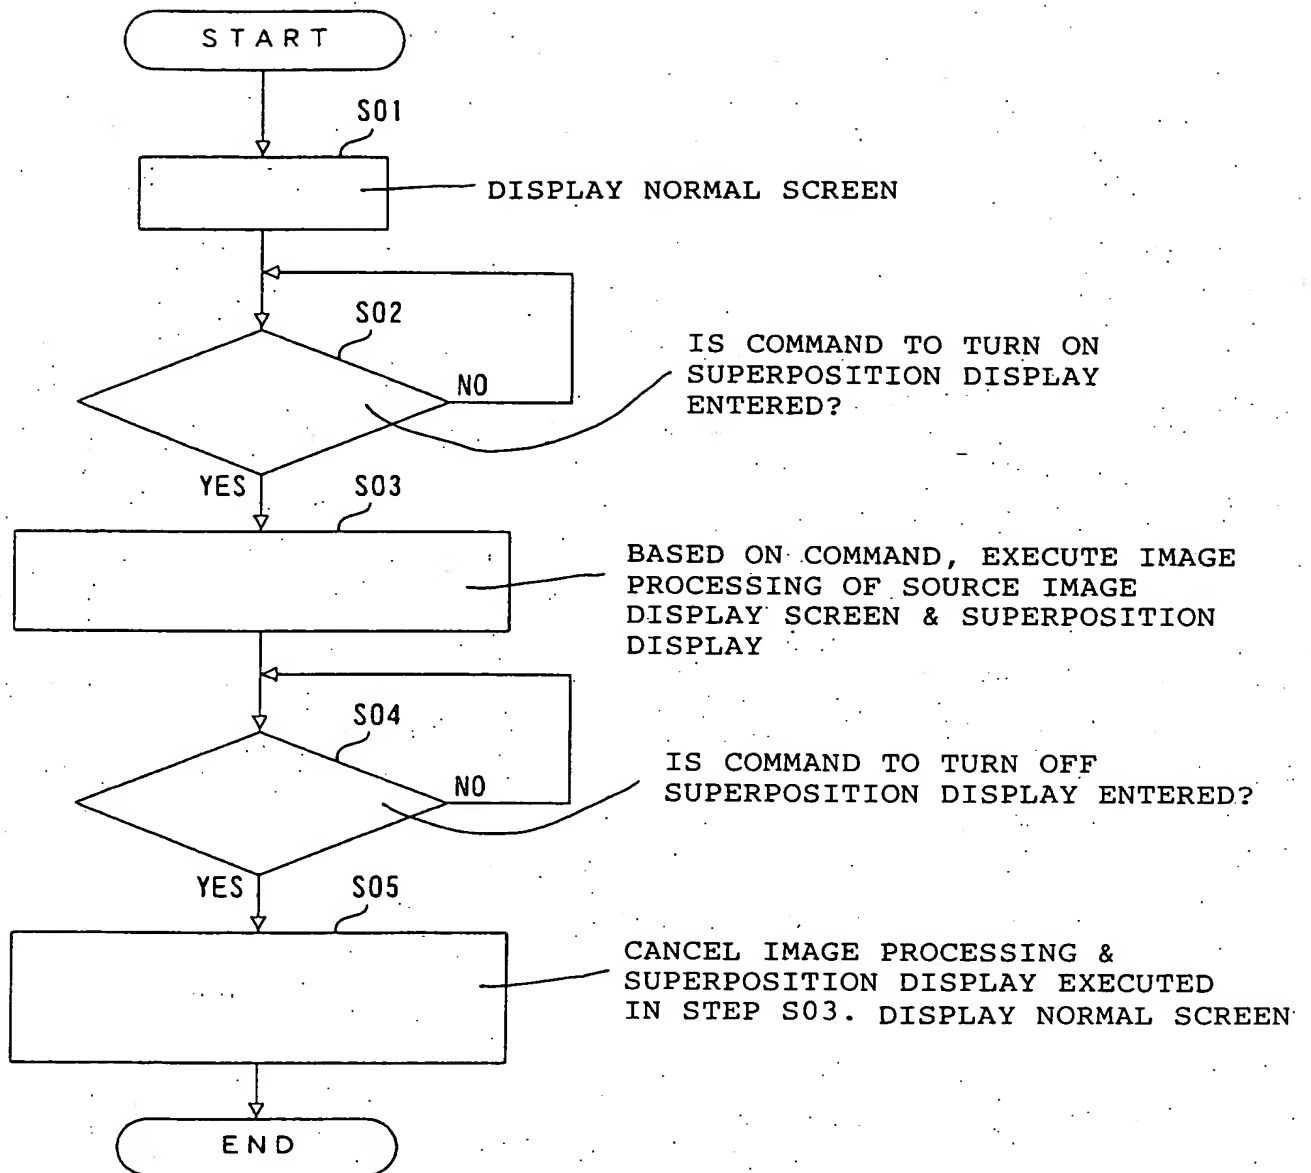 START
S01
DISPLAY NORMAL SCREEN
S02
IS COMMAND TO TURN ON
SUPERPOSITION DISPLAY
ENTERED?
NO
YES
S03
BASED ON COMMAND, EXECUTE IMAGE
PROCESSING OF SOURCE IMAGE
DISPLAY SCREEN & SUPERPOSITION
DISPLAY
S04
IS COMMAND TO TURN OFF
SUPERPOSITION DISPLAY ENTERED?
NO
YES
S05
CANCEL IMAGE PROCESSING &
SUPERPOSITION DISPLAY EXECUTED
IN STEP S03. DISPLAY NORMAL SCREEN
END